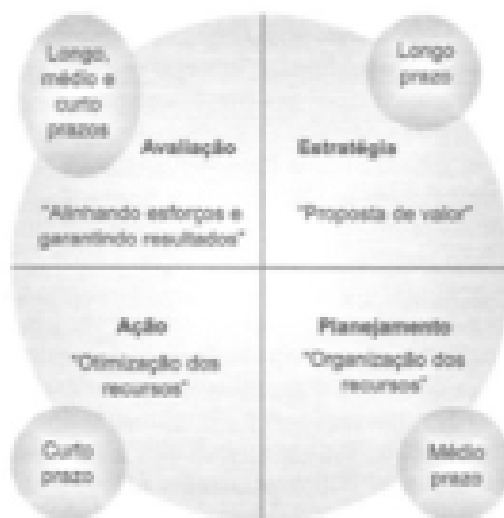 Longo,
médio e
curto
prazos
Longo
prazo
Avaliação
Estratégia
"Alinhando esforços e
garantindo resultados"
"Proposta de valor"
Ação
"Otimização dos
recursos"
Planejamento
"Organização dos
recursos"
Curto
prazo
Médio
prazo